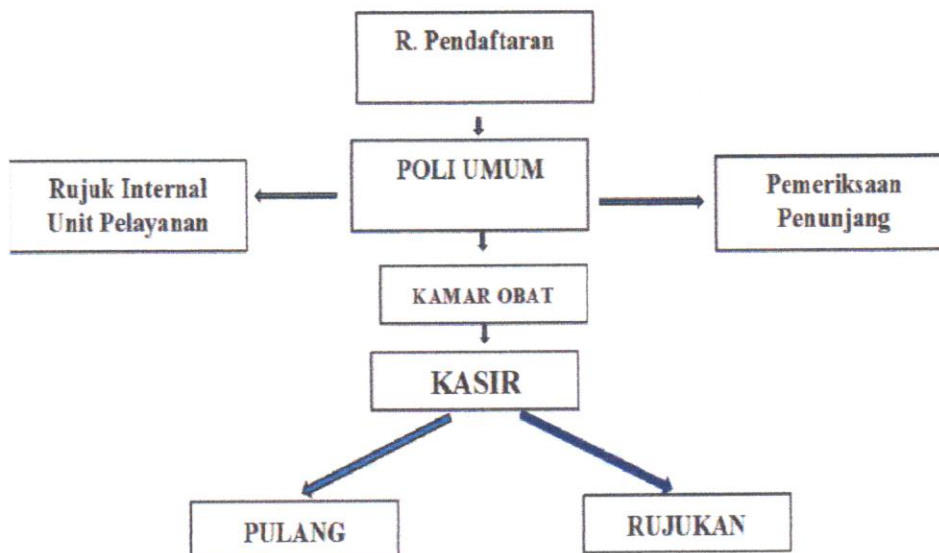 R. Pendaftaran
POLI UMUM
Rujuk Internal
Unit Pelayanan
Pemeriksaan
Penunjang
KAMAR OBAT
KASIR
PULANG
RUJUKAN